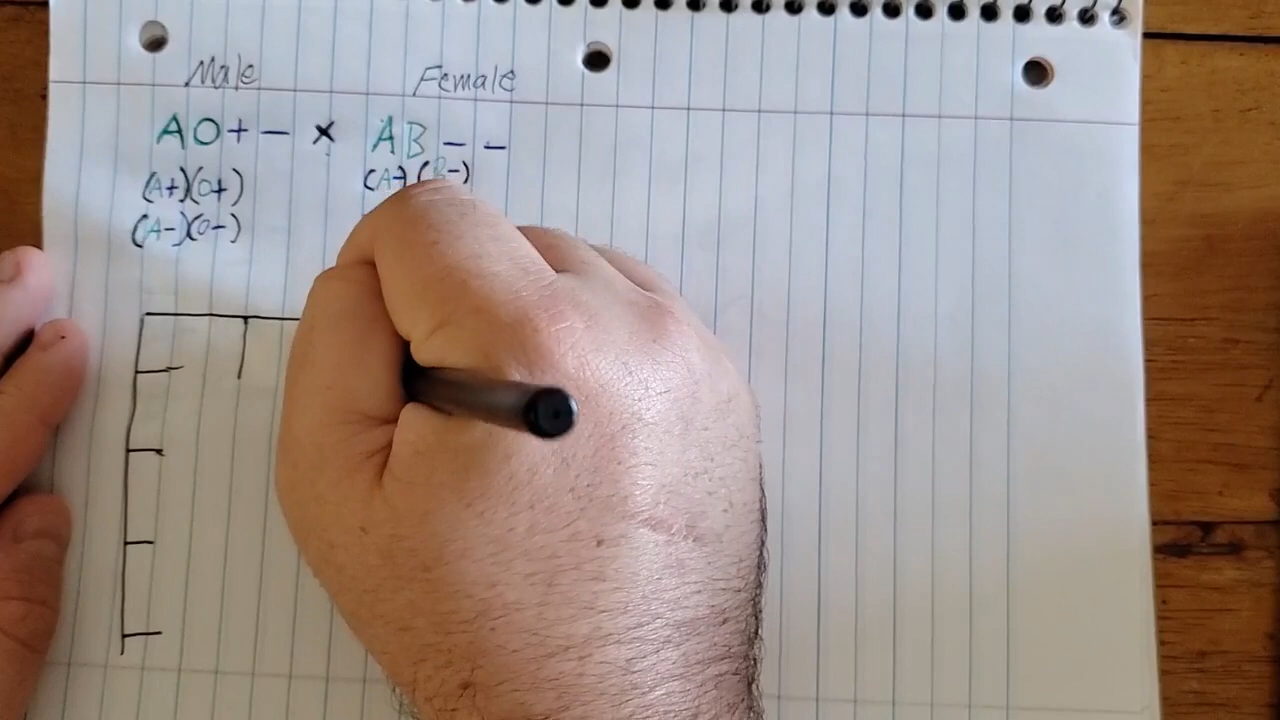 Male Female
AO+- × AB--
(A+)(O+) (A-)(B-)
(A-)(O-)